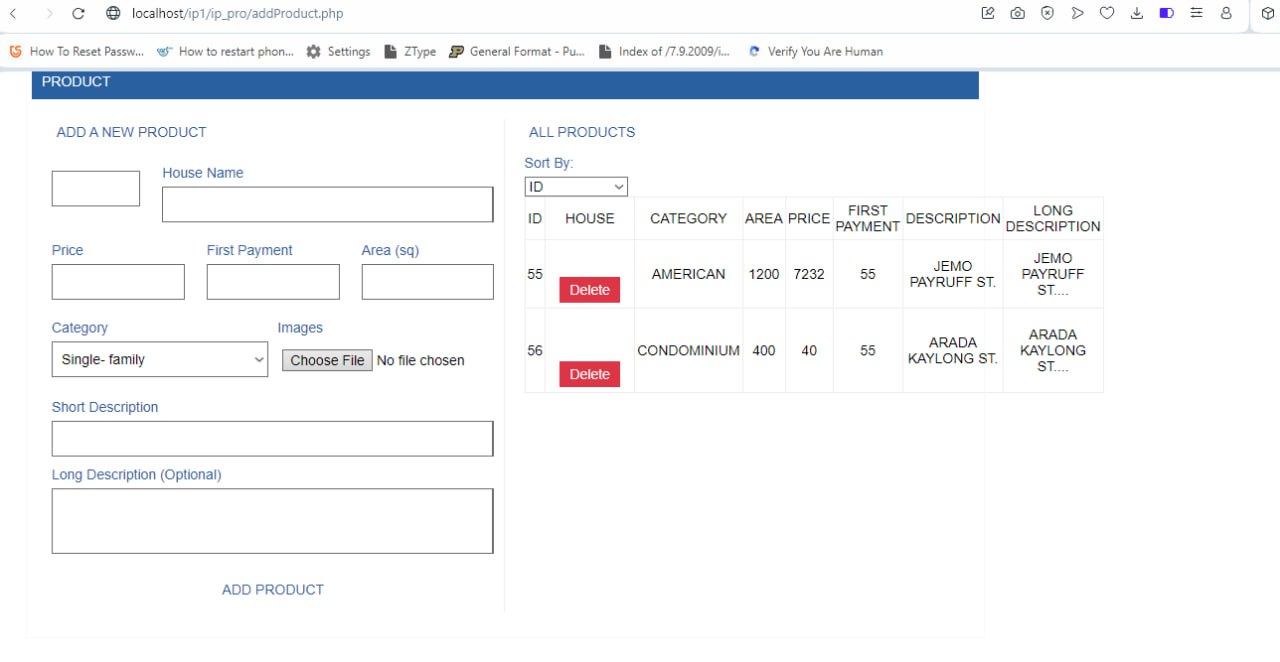 localhost/ip1/ip_pro/addProduct.php
How To Reset Passw... How to restart phon... Settings ZType General Format - Pu... Index of /7.9.2009/i... Verify You Are Human
PRODUCT
ADD A NEW PRODUCT
House Name
Price First Payment Area (sq)
Category Images
Single- family Choose File No file chosen
Short Description
Long Description (Optional)
ADD PRODUCT
ALL PRODUCTS
Sort By:
ID
ID HOUSE CATEGORY AREA PRICE FIRST PAYMENT DESCRIPTION LONG DESCRIPTION
55 Delete AMERICAN 1200 7232 55 JEMO PAYRUFF ST. JEMO PAYRUFF ST....
56 Delete CONDOMINIUM 400 40 55 ARADA KAYLONG ST. ARADA KAYLONG ST....